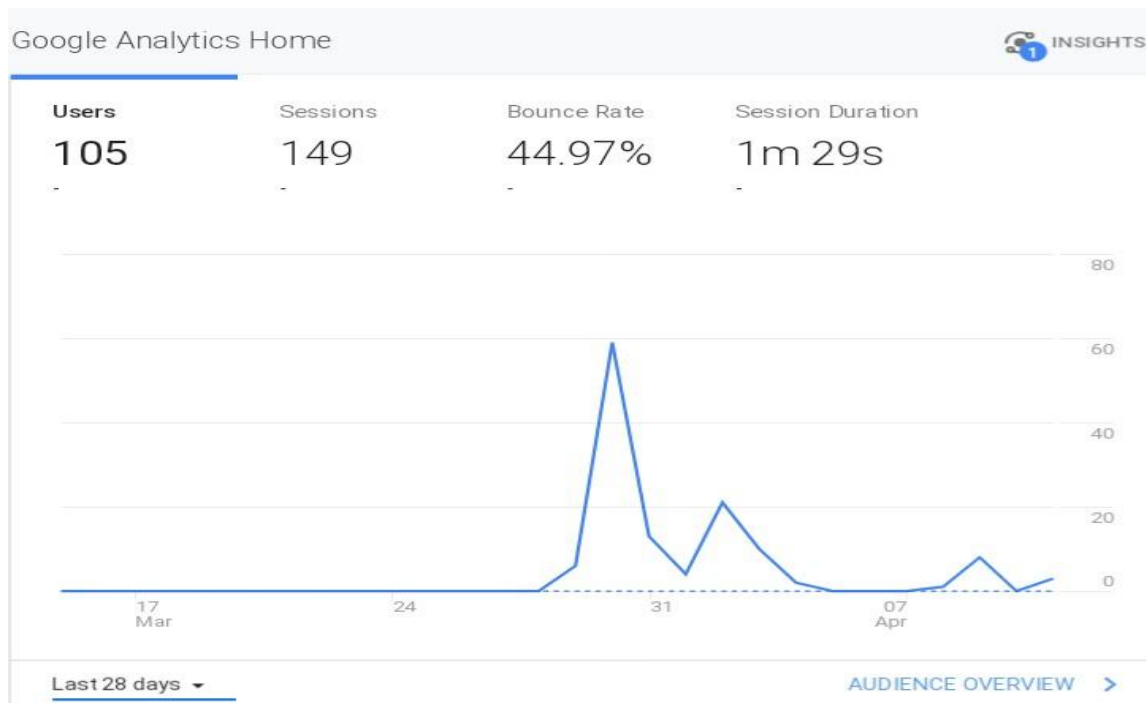 Google Analytics Home
1 INSIGHTS
Users Sessions Bounce Rate Session Duration
105 149 44.97% 1m 29s
- - - -
80
60
40
20
0
17 24 31 07
Mar Apr
Last 28 days AUDIENCE OVERVIEW >